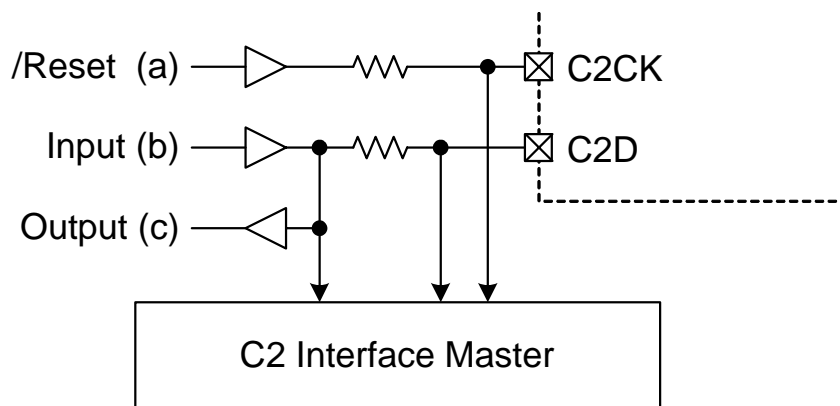 /Reset (a)
C2CK
Input (b)
C2D
Output (c)
C2 Interface Master